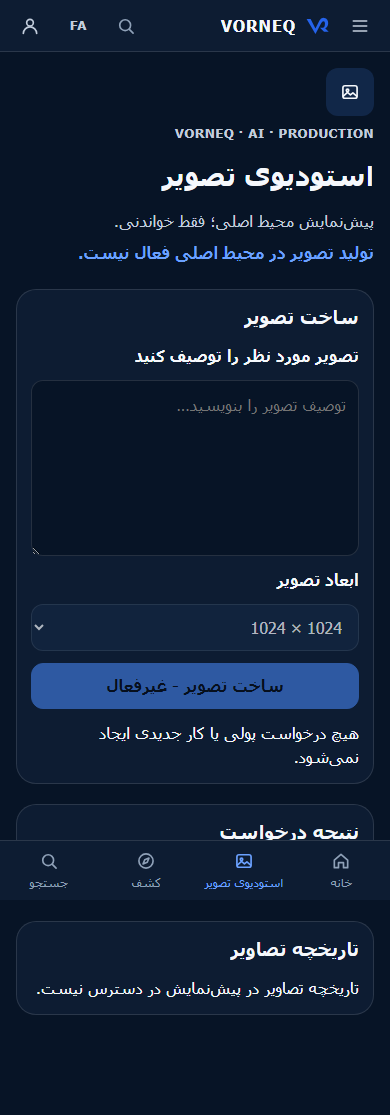 FA
VORNEQ
VORNEQ · AI · PRODUCTION
استودیوی تصویر
پیش‌نمایش محیط اصلی؛ فقط خواندنی.
تولید تصویر در محیط اصلی فعال نیست.
ساخت تصویر
تصویر مورد نظر را توصیف کنید
توصیف تصویر را بنویسید...
ابعاد تصویر
1024 × 1024
ساخت تصویر - غیرفعال
هیچ درخواست پولی یا کار جدیدی ایجاد
نمی‌شود.
نتیجه درخواست
خانه
استودیوی تصویر
کشف
جستجو
تاریخچه تصاویر
تاریخچه تصاویر در پیش‌نمایش در دسترس نیست.